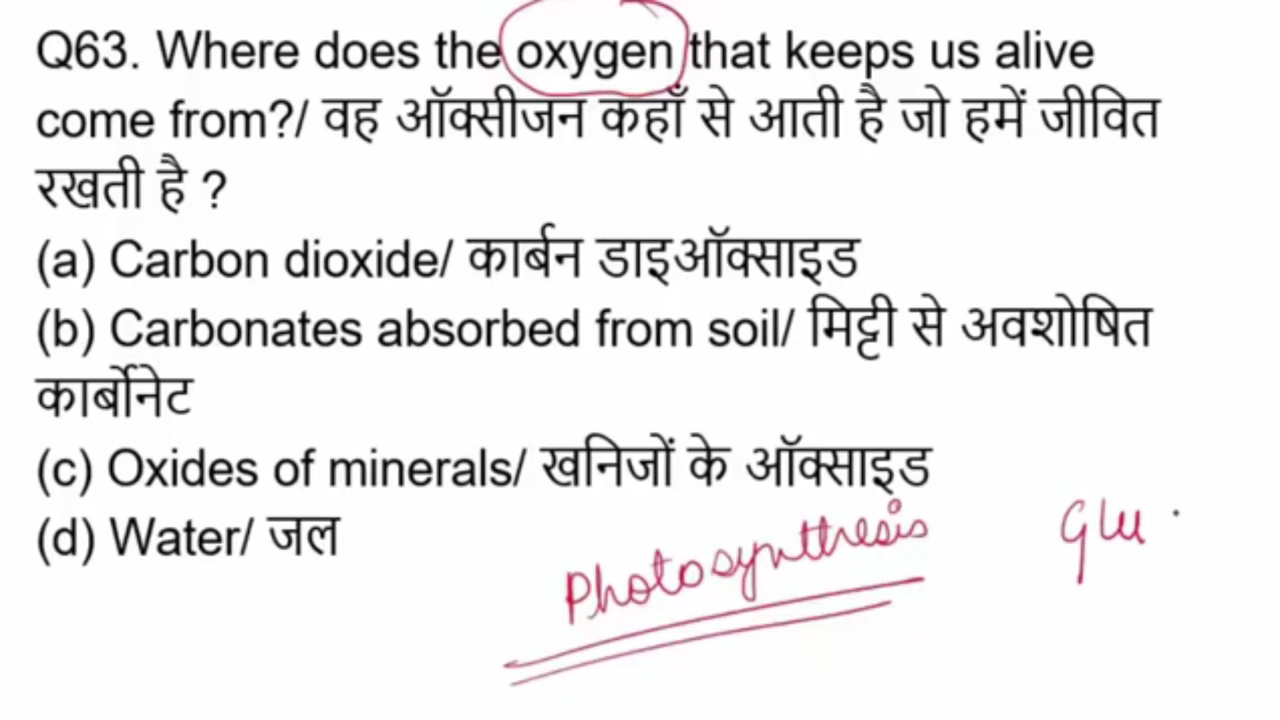 Q63. Where does the oxygen that keeps us alive
come from?/ वह ऑक्सीजन कहाँ से आती है जो हमें जीवित
रखती है ?
(a) Carbon dioxide/ कार्बन डाइऑक्साइड
(b) Carbonates absorbed from soil/ मिट्टी से अवशोषित
कार्बोनेट
(c) Oxides of minerals/ खनिजों के ऑक्साइड
(d) Water/ जल
Photosynthesis
Glu